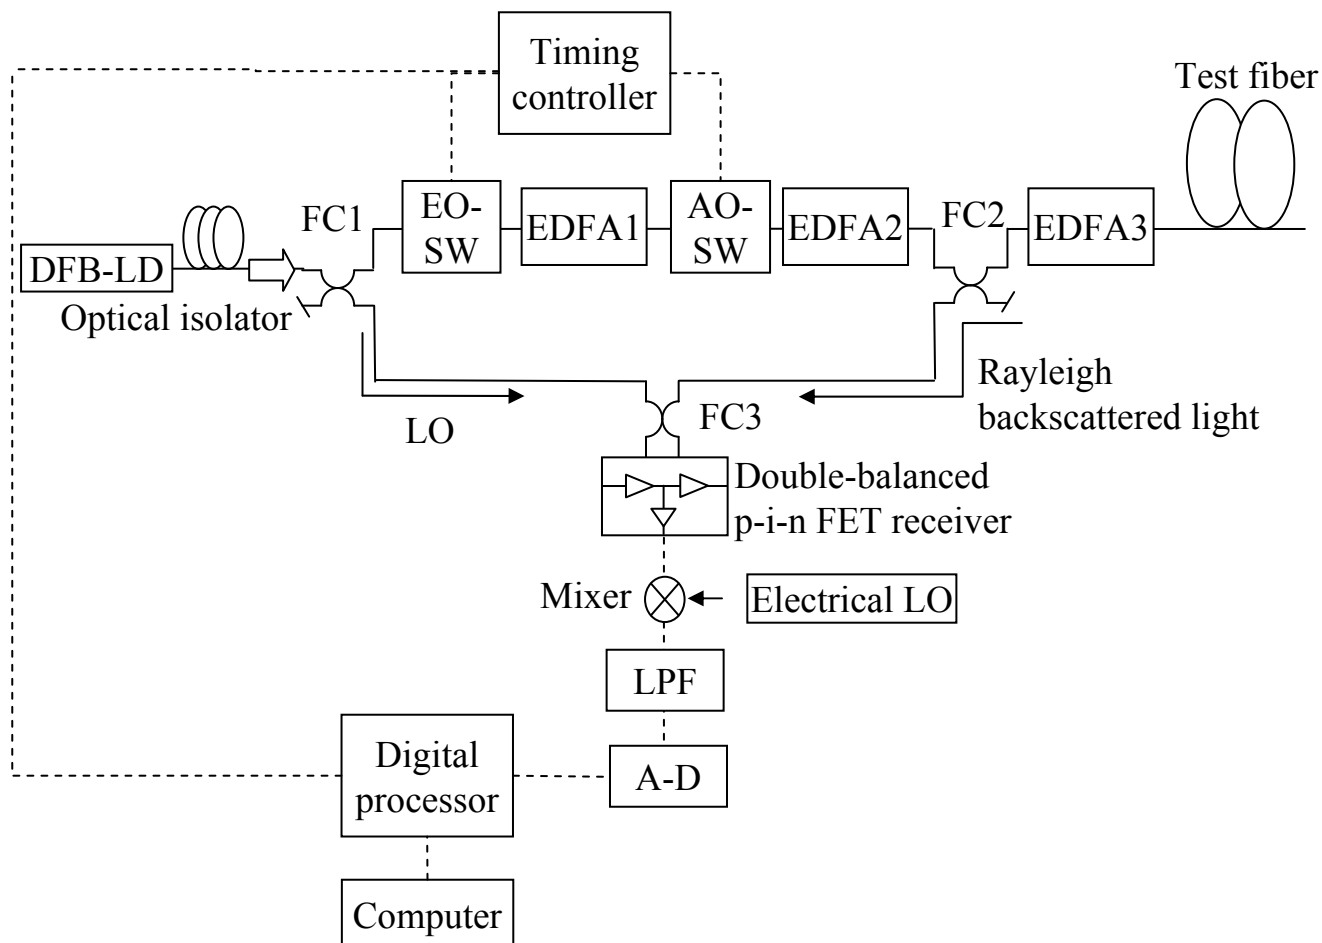 Timing
controller
Test fiber
FC1
EO-
SW
EDFA1
AO-
SW
EDFA2
FC2
EDFA3
DFB-LD
Optical isolator
LO
FC3
Rayleigh
backscattered light
Double-balanced
p-i-n FET receiver
Mixer
Electrical LO
LPF
Digital
processor
A-D
Computer